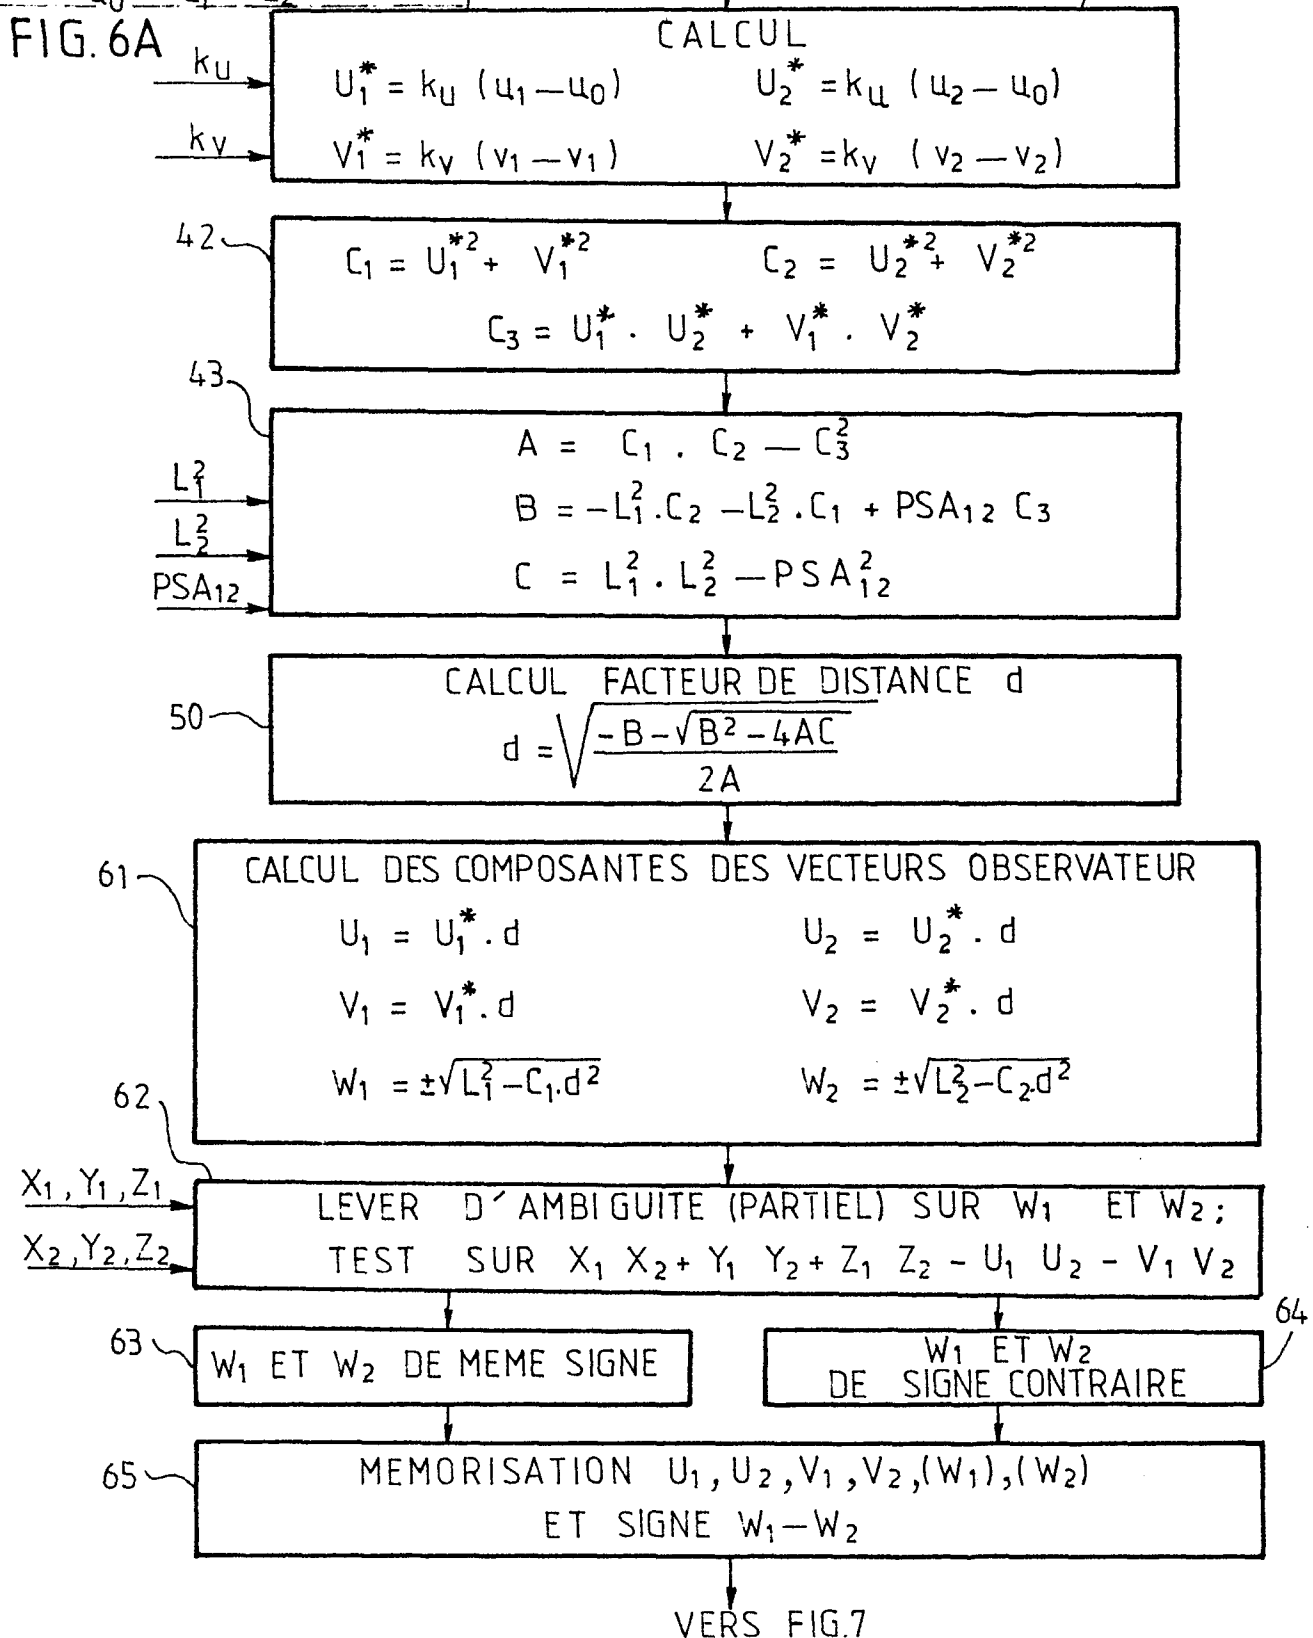 FIG. 6A
CALCUL
kU
U₁* = kU (u₁ — u₀) U₂* = kU (u₂ — u₀)
kV
V₁* = kV (v₁ — v₁) V₂* = kV (v₂ — v₂)
42
C₁ = U₁*² + V₁*² C₂ = U₂*² + V₂*²
C₃ = U₁* . U₂* + V₁* . V₂*
43
A = C₁ . C₂ — C₃²
L₁²
B = -L₁².C₂ -L₂².C₁ + PSA₁₂ C₃
L₂²
C = L₁² . L₂² — PSA₁₂²
PSA₁₂
CALCUL FACTEUR DE DISTANCE d
50
d = √((-B-√(B² - 4AC))/2A)
61
CALCUL DES COMPOSANTES DES VECTEURS OBSERVATEUR
U₁ = U₁* . d U₂ = U₂* . d
V₁ = V₁* . d V₂ = V₂* . d
W₁ = ±√(L₁²-C₁.d²) W₂ = ±√(L₂²-C₂.d²)
62
X₁, Y₁, Z₁
LEVER D'AMBIGUITE (PARTIEL) SUR W₁ ET W₂;
X₂, Y₂, Z₂
TEST SUR X₁ X₂ + Y₁ Y₂ + Z₁ Z₂ - U₁ U₂ - V₁ V₂
63
W₁ ET W₂ DE MEME SIGNE
64
W₁ ET W₂
DE SIGNE CONTRAIRE
65
MEMORISATION U₁, U₂, V₁, V₂, (W₁), (W₂)
ET SIGNE W₁—W₂
VERS FIG.7